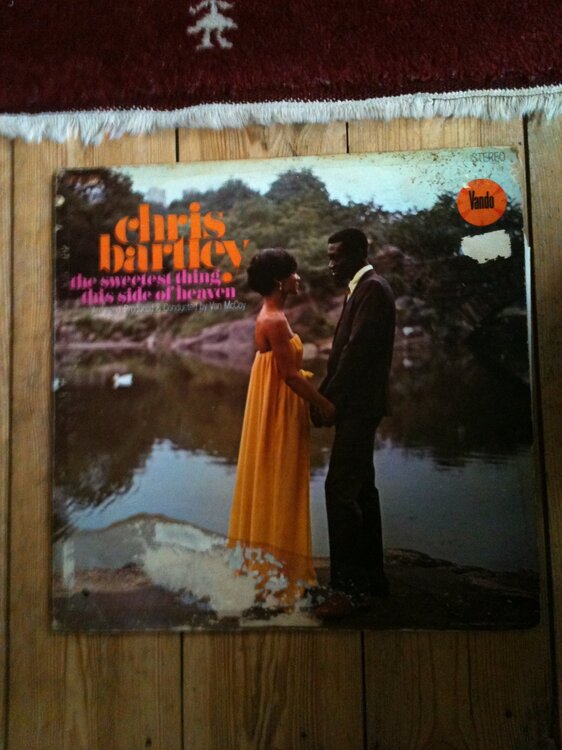 STEREO
Vando
chris
bartley
the sweetest thing
this side of heaven
Produced & Conducted by Van McCoy